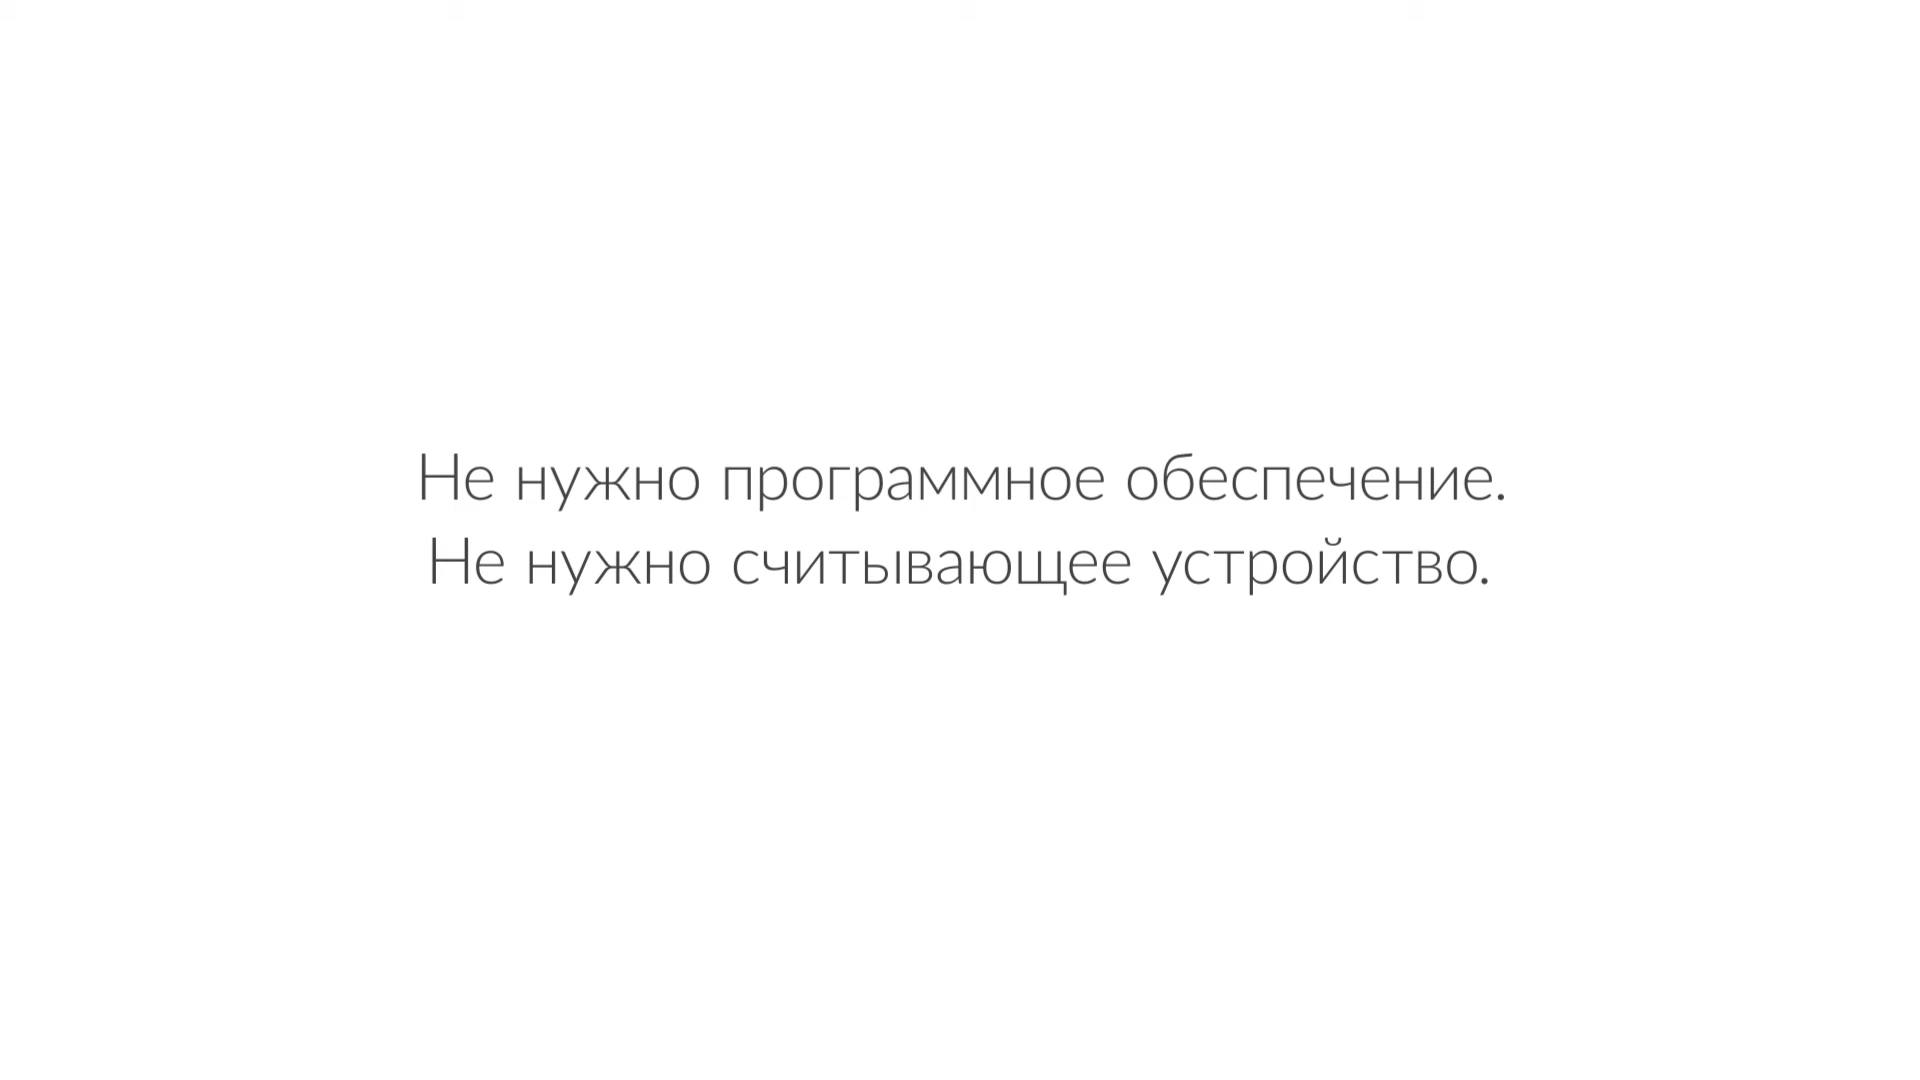 Не нужно программное обеспечение.
Не нужно считывающее устройство.